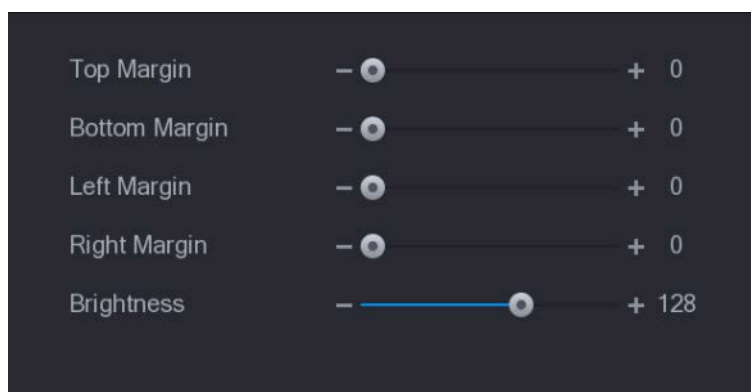 Top Margin − + 0
Bottom Margin − + 0
Left Margin − + 0
Right Margin − + 0
Brightness − + 128